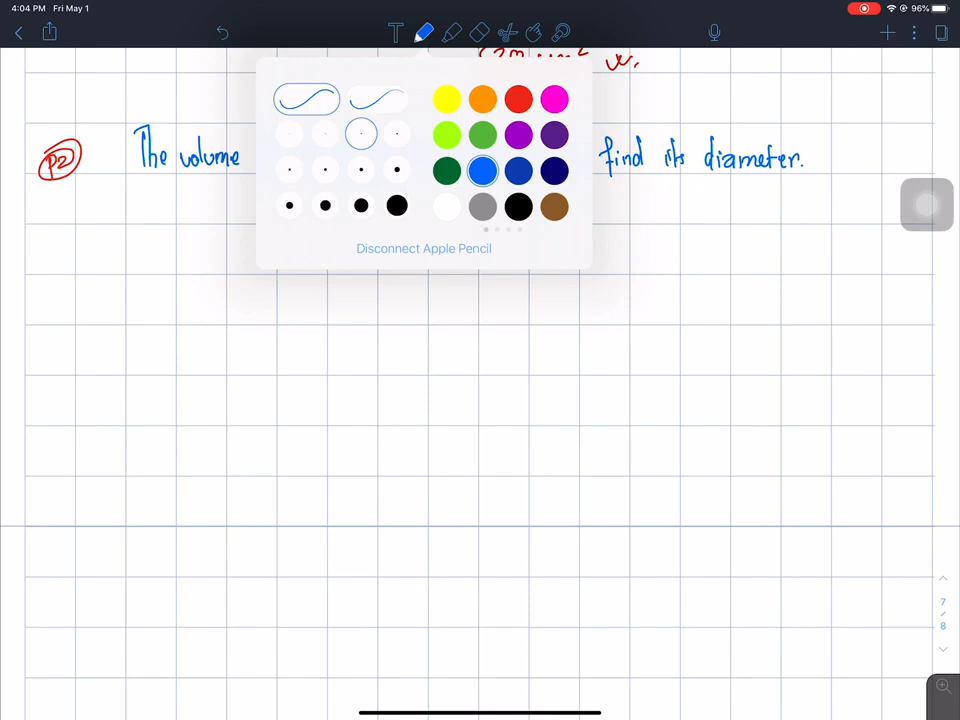 4:04 PM Fri May 1
96%
T
P2 The volume find its diameter.
Disconnect Apple Pencil
7
/
8